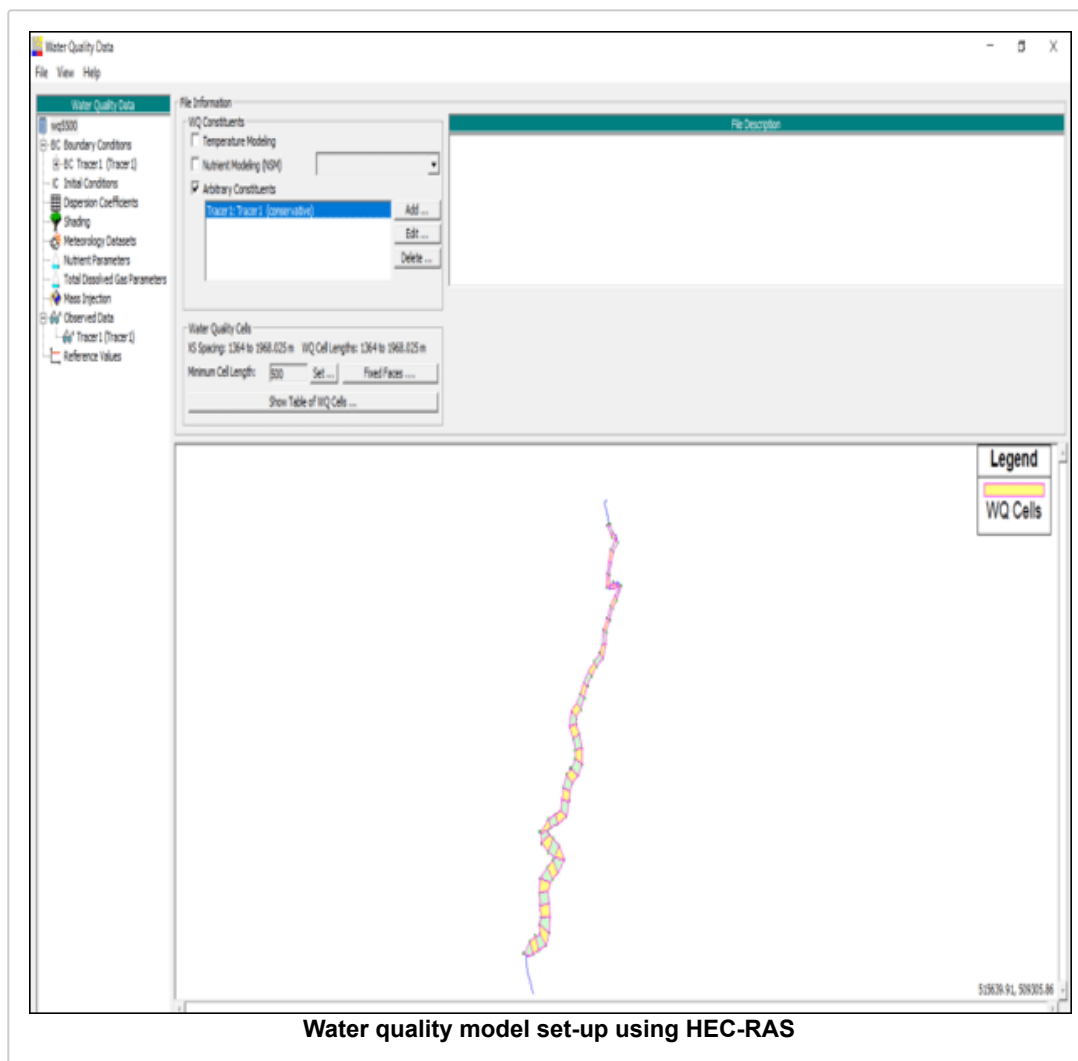 Water Quality Data
File View Help
Water Quality Data
wq5500
BC Boundary Conditions
BC Tracer1 (Tracer1)
IC Initial Conditions
Dispersion Coefficients
Shading
Meteorology Datasets
Nutrient Parameters
Total Dissolved Gas Parameters
Mass Injection
Observed Data
Tracer1 (Tracer1)
Reference Values
File Information
WQ Constituents
Temperature Modeling
Nutrient Modeling (NSM)
Arbitrary Constituents
Tracer1: Tracer1 (conservative)
Add ...
Edit ...
Delete ...
Water Quality Cells
XS Spacing: 1364 to 1968.025 m WQ Cell Lengths: 1364 to 1968.025 m
Minimum Cell Length: 500 Set ... Fixed Faces ....
Show Table of WQ Cells ...
File Description
Legend
WQ Cells
515639.91, 509305.86
Water quality model set-up using HEC-RAS